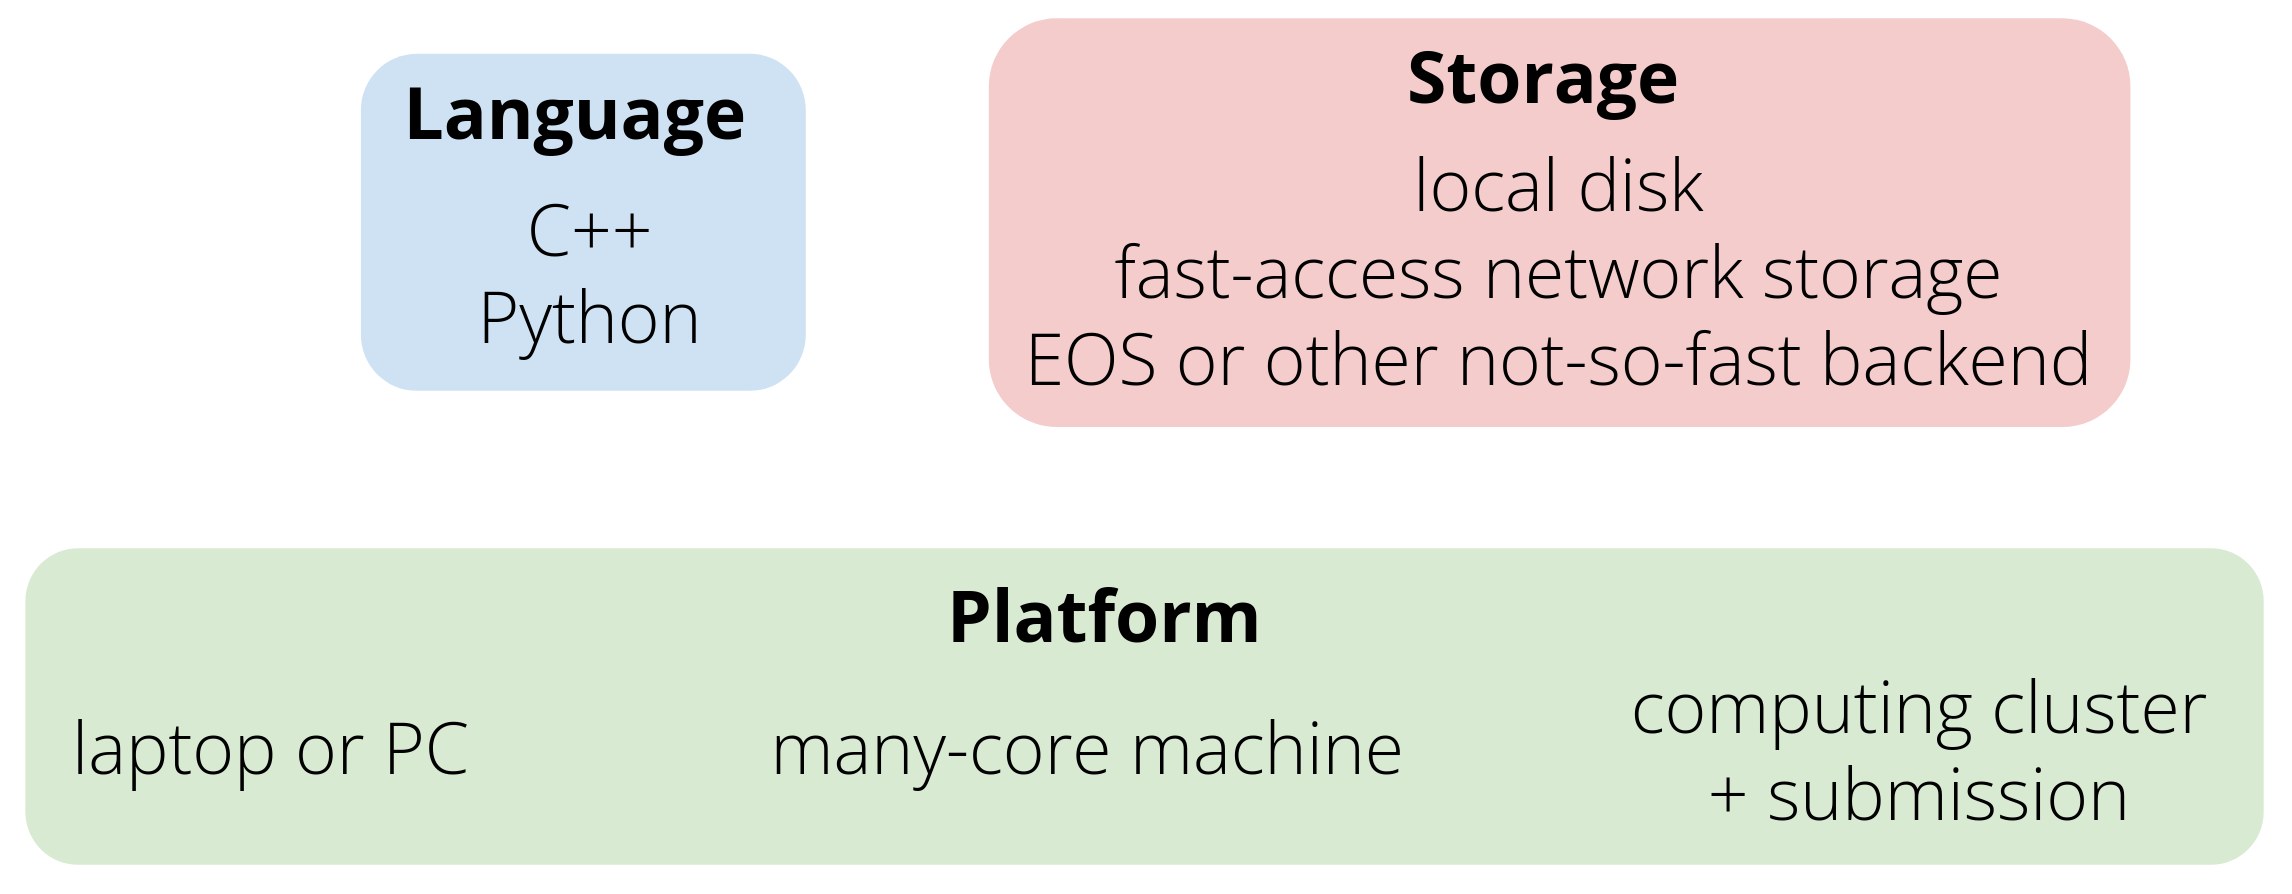 Language
C++
Python
Storage
local disk
fast-access network storage
EOS or other not-so-fast backend
Platform
laptop or PC
many-core machine
computing cluster
+ submission